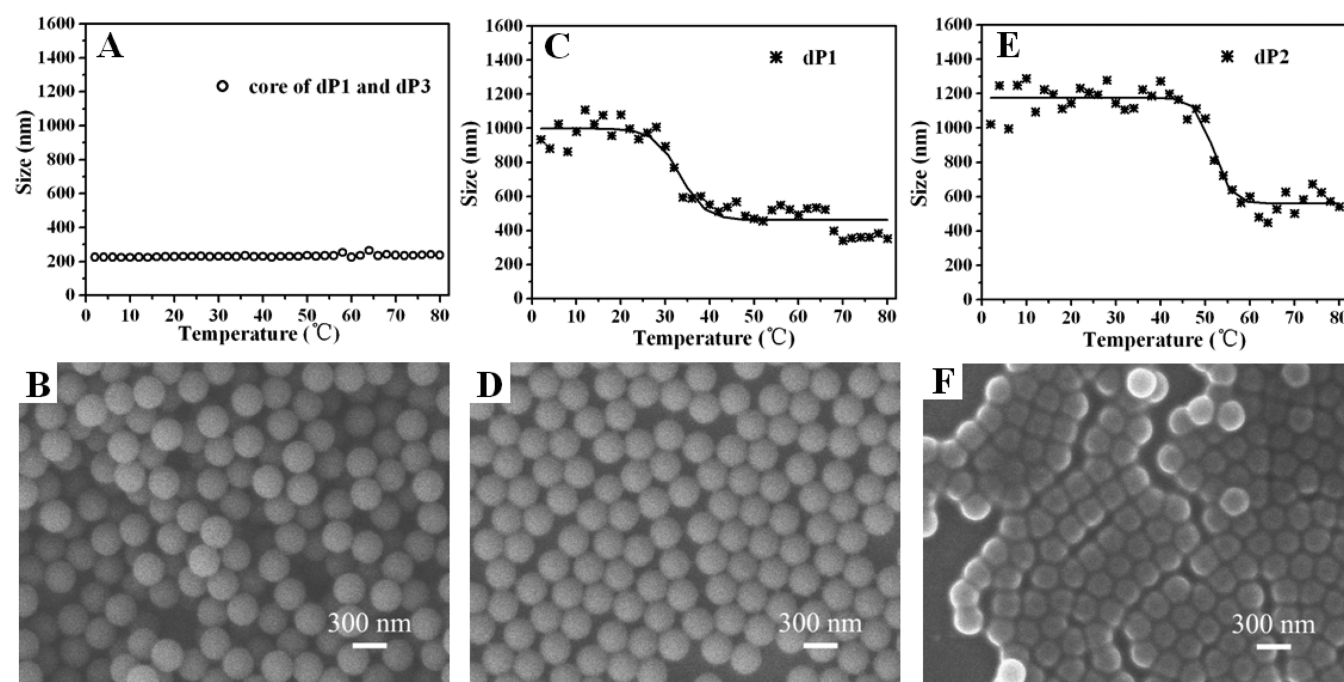 A
core of dP1 and dP3
Size (nm)
1600
1400
1200
1000
800
600
400
200
0
0 10 20 30 40 50 60 70 80
Temperature (℃)
C
dP1
Size (nm)
1600
1400
1200
1000
800
600
400
200
0
0 10 20 30 40 50 60 70 80
Temperature (℃)
E
dP2
Size (nm)
1600
1400
1200
1000
800
600
400
200
0
0 10 20 30 40 50 60 70 80
Temperature (℃)
B
300 nm
D
300 nm
F
300 nm